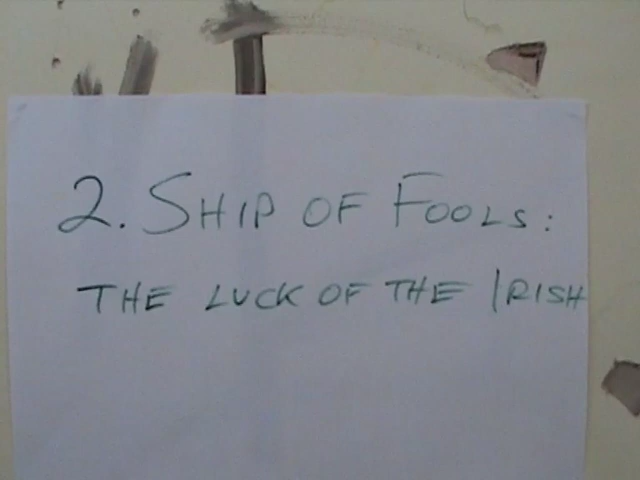 2. SHIP OF FOOLS:
THE LUCK OF THE IRISH